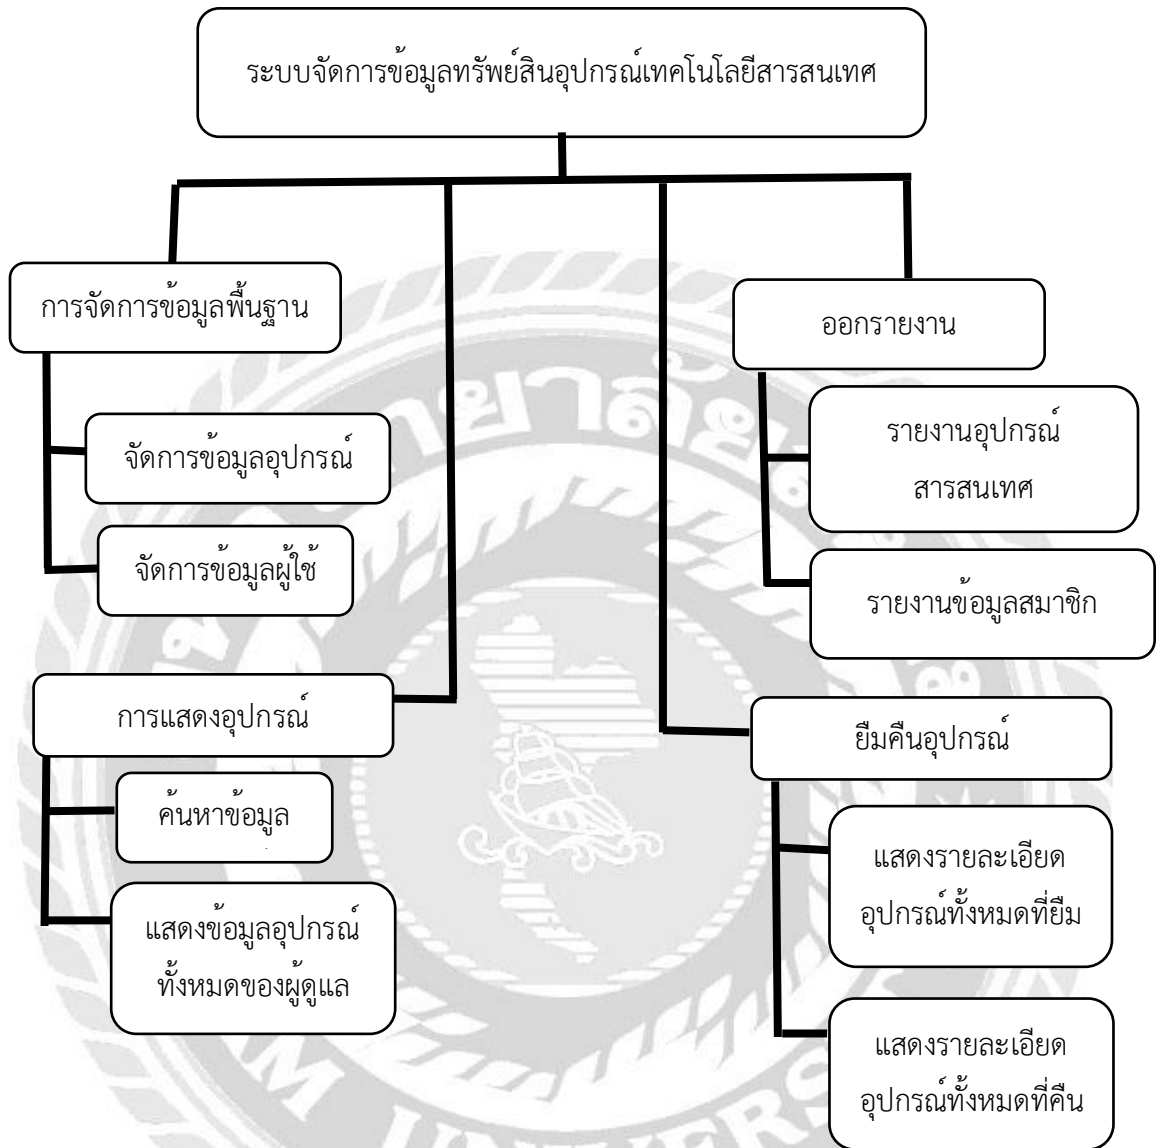 ระบบจัดการข้อมูลทรัพย์สินอุปกรณ์เทคโนโลยีสารสนเทศ
การจัดการข้อมูลพื้นฐาน
จัดการข้อมูลอุปกรณ์
จัดการข้อมูลผู้ใช้
การแสดงอุปกรณ์
ค้นหาข้อมูล
แสดงข้อมูลอุปกรณ์
ทั้งหมดของผู้ดูแล
ออกรายงาน
รายงานอุปกรณ์
สารสนเทศ
รายงานข้อมูลสมาชิก
ยืมคืนอุปกรณ์
แสดงรายละเอียด
อุปกรณ์ทั้งหมดที่ยืม
แสดงรายละเอียด
อุปกรณ์ทั้งหมดที่คืน